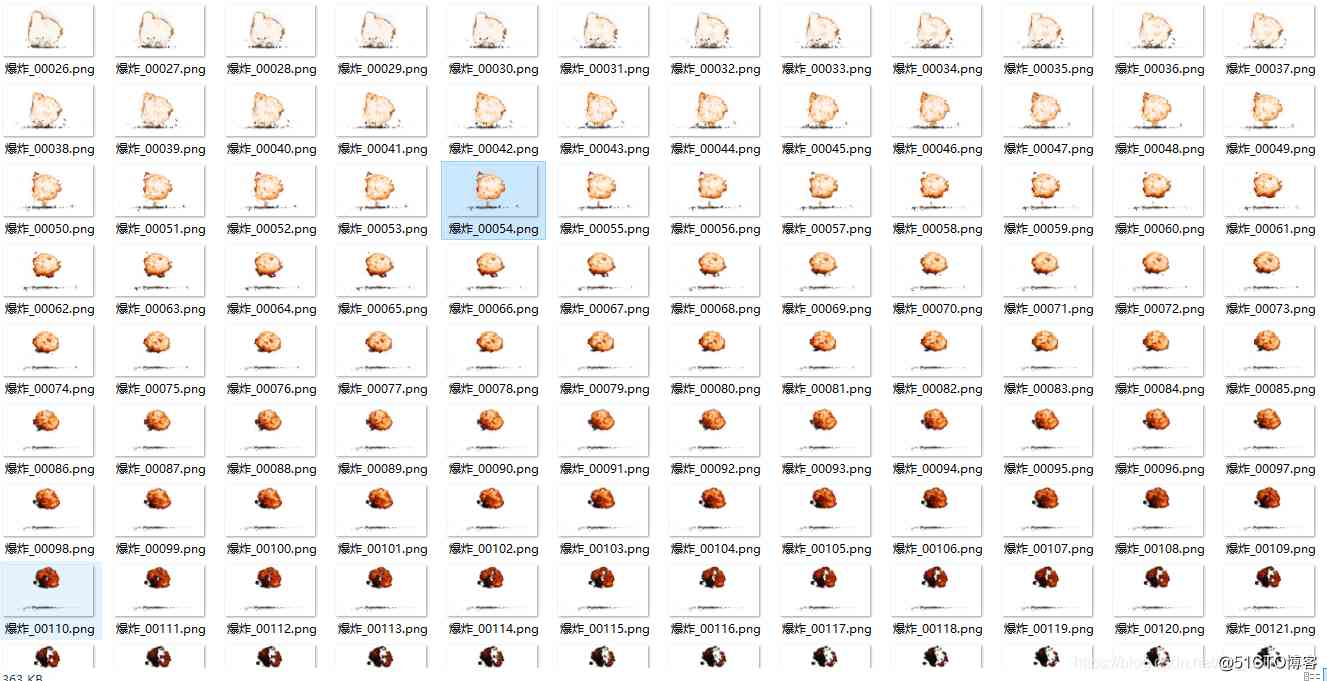 爆炸_00026.png 爆炸_00027.png 爆炸_00028.png 爆炸_00029.png 爆炸_00030.png 爆炸_00031.png 爆炸_00032.png 爆炸_00033.png 爆炸_00034.png 爆炸_00035.png 爆炸_00036.png 爆炸_00037.png
爆炸_00038.png 爆炸_00039.png 爆炸_00040.png 爆炸_00041.png 爆炸_00042.png 爆炸_00043.png 爆炸_00044.png 爆炸_00045.png 爆炸_00046.png 爆炸_00047.png 爆炸_00048.png 爆炸_00049.png
爆炸_00050.png 爆炸_00051.png 爆炸_00052.png 爆炸_00053.png 爆炸_00054.png 爆炸_00055.png 爆炸_00056.png 爆炸_00057.png 爆炸_00058.png 爆炸_00059.png 爆炸_00060.png 爆炸_00061.png
爆炸_00062.png 爆炸_00063.png 爆炸_00064.png 爆炸_00065.png 爆炸_00066.png 爆炸_00067.png 爆炸_00068.png 爆炸_00069.png 爆炸_00070.png 爆炸_00071.png 爆炸_00072.png 爆炸_00073.png
爆炸_00074.png 爆炸_00075.png 爆炸_00076.png 爆炸_00077.png 爆炸_00078.png 爆炸_00079.png 爆炸_00080.png 爆炸_00081.png 爆炸_00082.png 爆炸_00083.png 爆炸_00084.png 爆炸_00085.png
爆炸_00086.png 爆炸_00087.png 爆炸_00088.png 爆炸_00089.png 爆炸_00090.png 爆炸_00091.png 爆炸_00092.png 爆炸_00093.png 爆炸_00094.png 爆炸_00095.png 爆炸_00096.png 爆炸_00097.png
爆炸_00098.png 爆炸_00099.png 爆炸_00100.png 爆炸_00101.png 爆炸_00102.png 爆炸_00103.png 爆炸_00104.png 爆炸_00105.png 爆炸_00106.png 爆炸_00107.png 爆炸_00108.png 爆炸_00109.png
爆炸_00110.png 爆炸_00111.png 爆炸_00112.png 爆炸_00113.png 爆炸_00114.png 爆炸_00115.png 爆炸_00116.png 爆炸_00117.png 爆炸_00118.png 爆炸_00119.png 爆炸_00120.png 爆炸_00121.png
@51CTO博客
363 KB